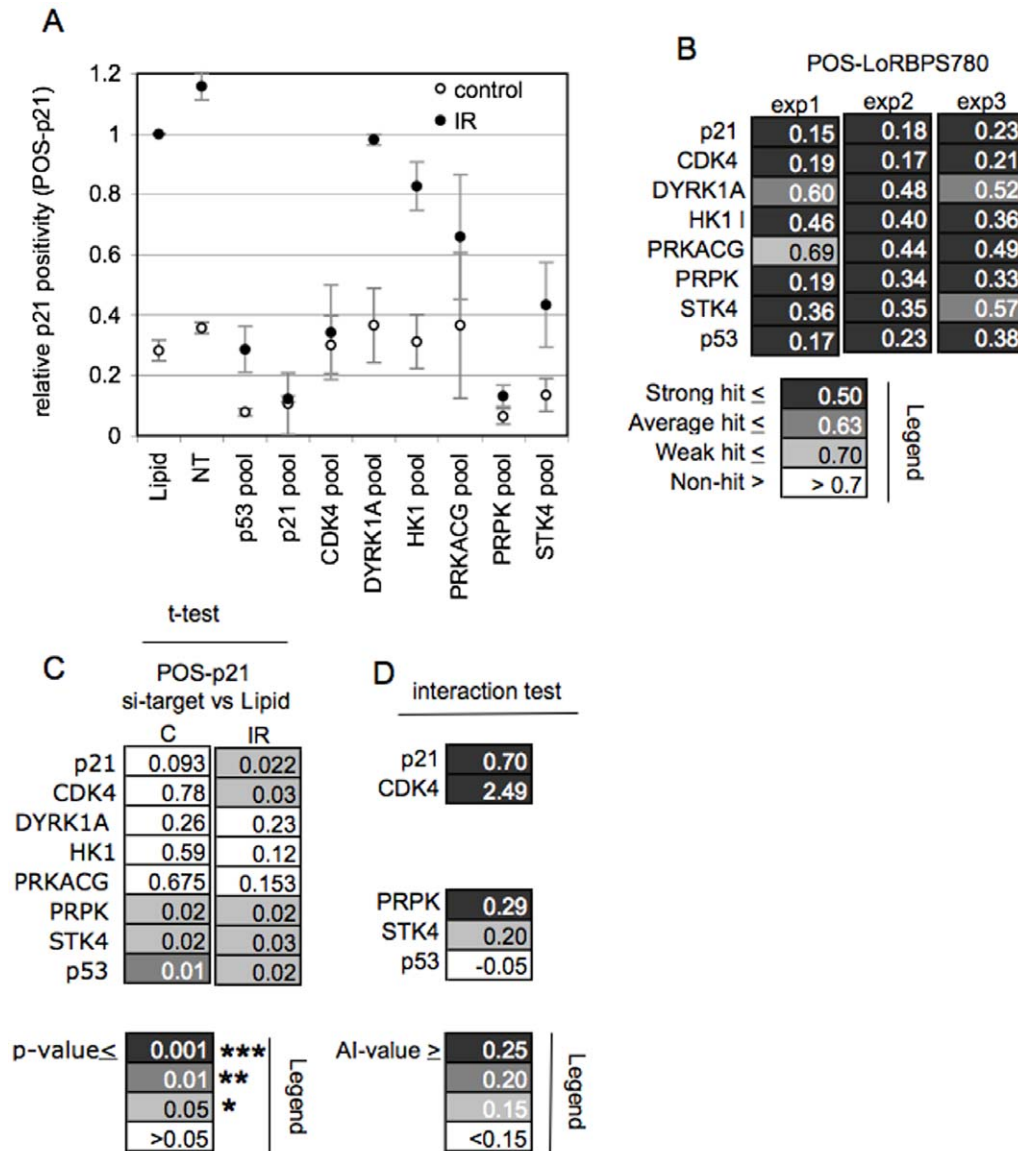 A
relative p21 positivity (POS-p21)
1.2
1
0.8
0.6
0.4
0.2
0
control
IR
Lipid
NT
p53 pool
p21 pool
CDK4 pool
DYRK1A pool
HK1 pool
PRKACG pool
PRPK pool
STK4 pool
B
POS-LoRBPS780
exp1 exp2 exp3
p21 0.15 0.18 0.23
CDK4 0.19 0.17 0.21
DYRK1A 0.60 0.48 0.52
HK1 I 0.46 0.40 0.36
PRKACG 0.69 0.44 0.49
PRPK 0.19 0.34 0.33
STK4 0.36 0.35 0.57
p53 0.17 0.23 0.38
Strong hit ≤ 0.50
Average hit ≤ 0.63
Weak hit ≤ 0.70
Non-hit > > 0.7
Legend
t-test
C
POS-p21
si-target vs Lipid
C IR
p21 0.093 0.022
CDK4 0.78 0.03
DYRK1A 0.26 0.23
HK1 0.59 0.12
PRKACG 0.675 0.153
PRPK 0.02 0.02
STK4 0.02 0.03
p53 0.01 0.02
p-value≤ 0.001 ***
0.01 **
0.05 *
>0.05
Legend
D
interaction test
p21 0.70
CDK4 2.49
PRPK 0.29
STK4 0.20
p53 -0.05
AI-value ≥ 0.25
0.20
0.15
<0.15
Legend